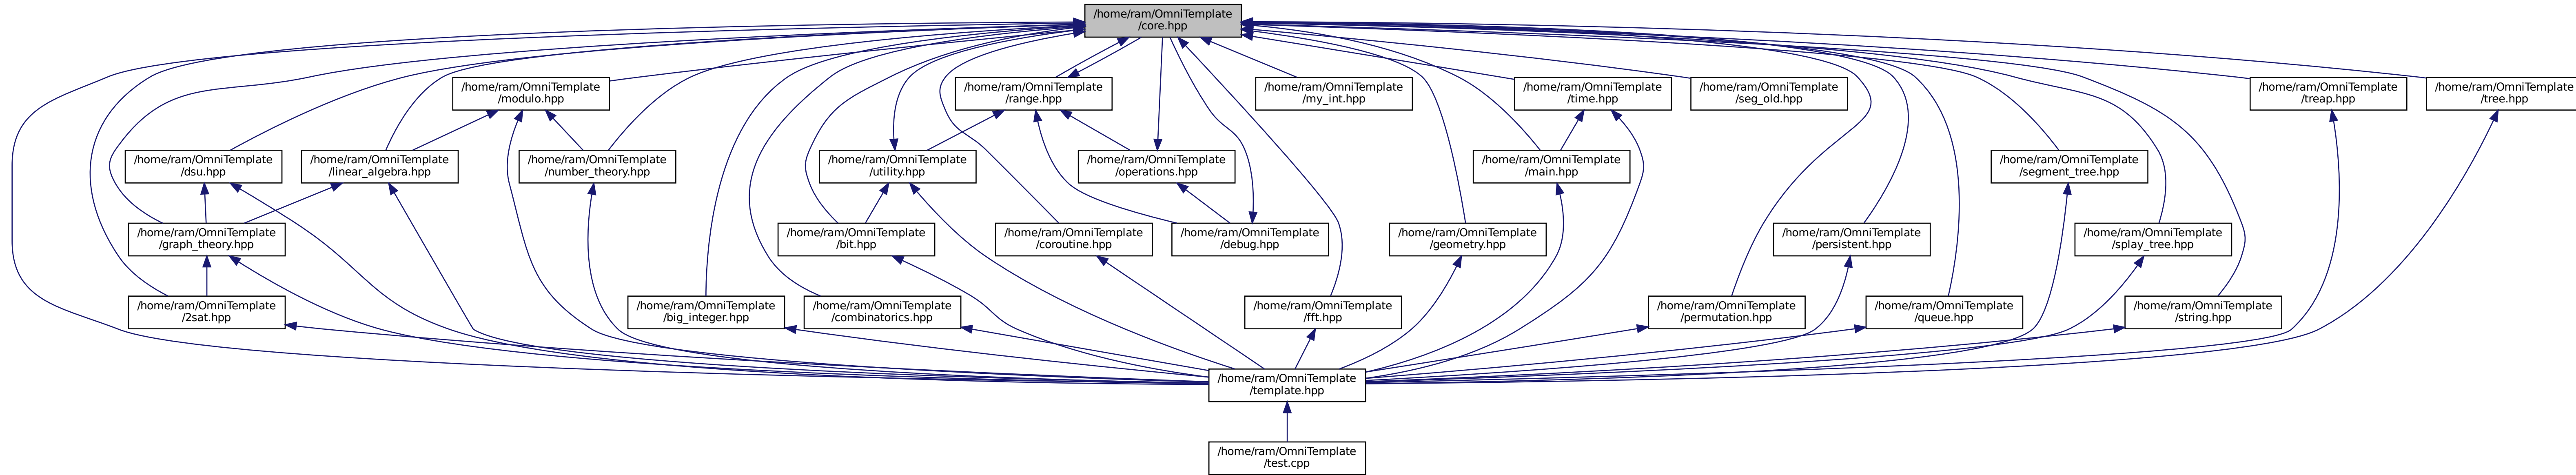 /home/ram/OmniTemplate
/core.hpp
/home/ram/OmniTemplate
/modulo.hpp
/home/ram/OmniTemplate
/range.hpp
/home/ram/OmniTemplate
/my_int.hpp
/home/ram/OmniTemplate
/time.hpp
/home/ram/OmniTemplate
/seg_old.hpp
/home/ram/OmniTemplate
/treap.hpp
/home/ram/OmniTemplate
/tree.hpp
/home/ram/OmniTemplate
/dsu.hpp
/home/ram/OmniTemplate
/linear_algebra.hpp
/home/ram/OmniTemplate
/number_theory.hpp
/home/ram/OmniTemplate
/utility.hpp
/home/ram/OmniTemplate
/operations.hpp
/home/ram/OmniTemplate
/main.hpp
/home/ram/OmniTemplate
/segment_tree.hpp
/home/ram/OmniTemplate
/graph_theory.hpp
/home/ram/OmniTemplate
/bit.hpp
/home/ram/OmniTemplate
/coroutine.hpp
/home/ram/OmniTemplate
/debug.hpp
/home/ram/OmniTemplate
/geometry.hpp
/home/ram/OmniTemplate
/persistent.hpp
/home/ram/OmniTemplate
/splay_tree.hpp
/home/ram/OmniTemplate
/2sat.hpp
/home/ram/OmniTemplate
/big_integer.hpp
/home/ram/OmniTemplate
/combinatorics.hpp
/home/ram/OmniTemplate
/fft.hpp
/home/ram/OmniTemplate
/permutation.hpp
/home/ram/OmniTemplate
/queue.hpp
/home/ram/OmniTemplate
/string.hpp
/home/ram/OmniTemplate
/template.hpp
/home/ram/OmniTemplate
/test.cpp